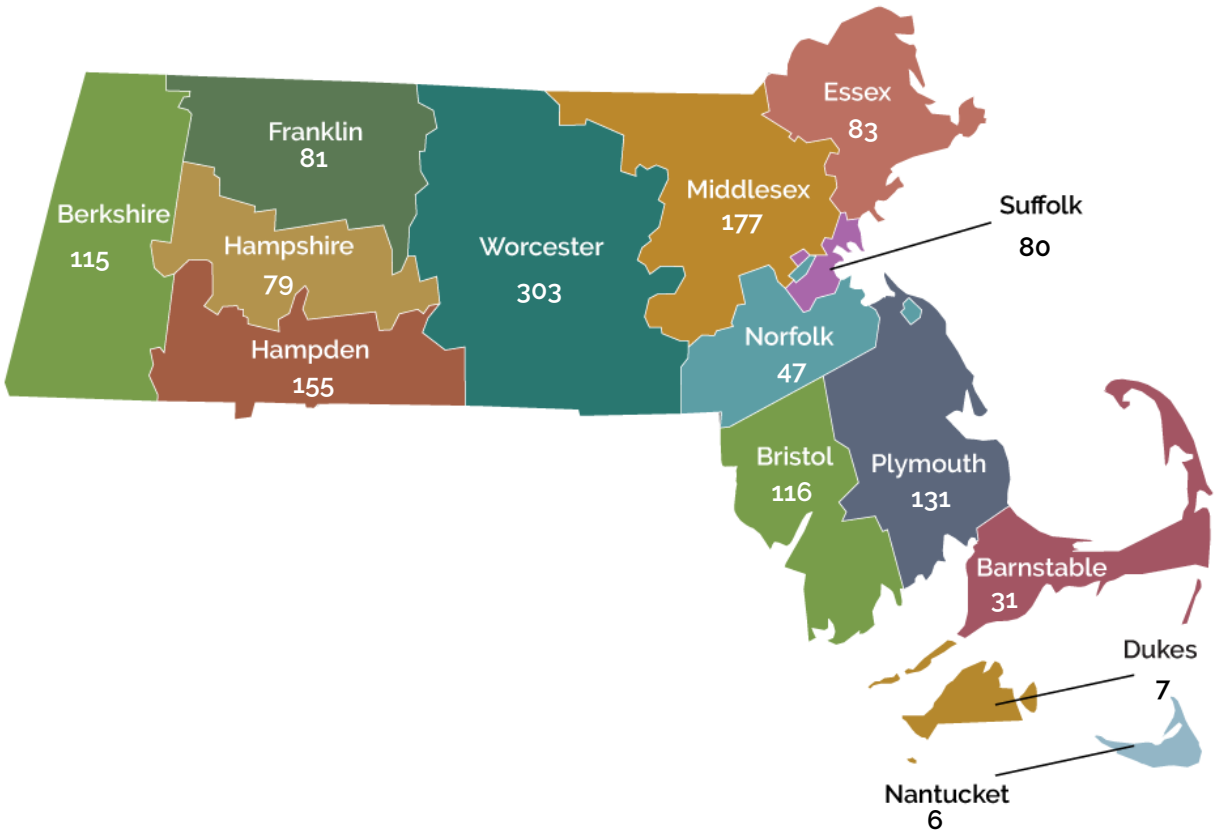 Essex
83
Franklin
81
Middlesex
177
Suffolk
80
Berkshire
115
Hampshire
79
Worcester
303
Norfolk
47
Hampden
155
Bristol
116
Plymouth
131
Barnstable
31
Dukes
7
Nantucket
6